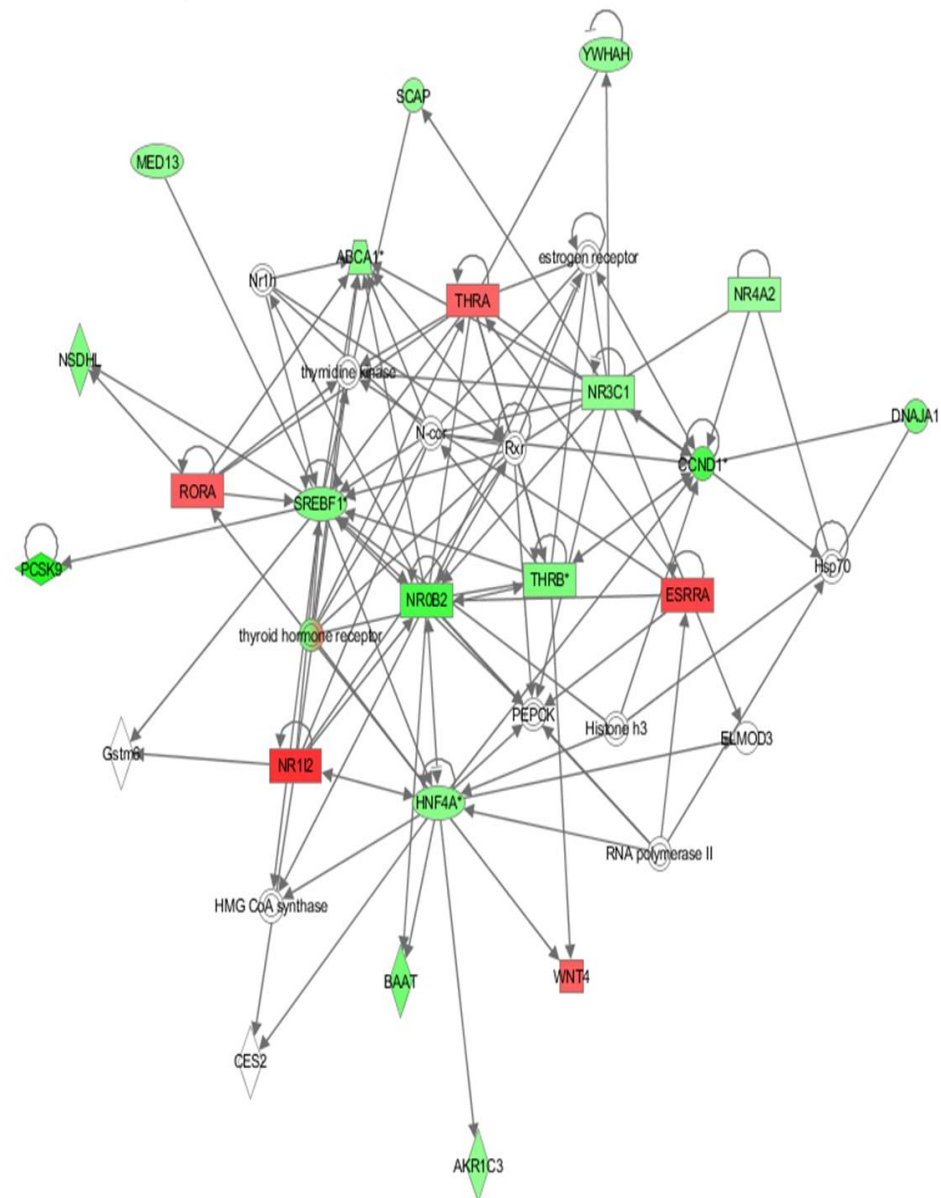 YWHAH
SCAP
MED13
ABCA1*
estrogen receptor
Nr1h
THRA
NR4A2
NSDHL
thymidine kinase
NR3C1
DNAJA1
N-cor
Rxr
CCND1*
RORA
SREBF1*
PCSK9
Hsp70
THRB*
NR0B2
ESRRA
thyroid hormone receptor
PEPCK
Histone h3
ELMOD3
Gstm6
NR1I2
HNF4A*
RNA polymerase II
HMG CoA synthase
BAAT
WNT4
CES2
AKR1C3